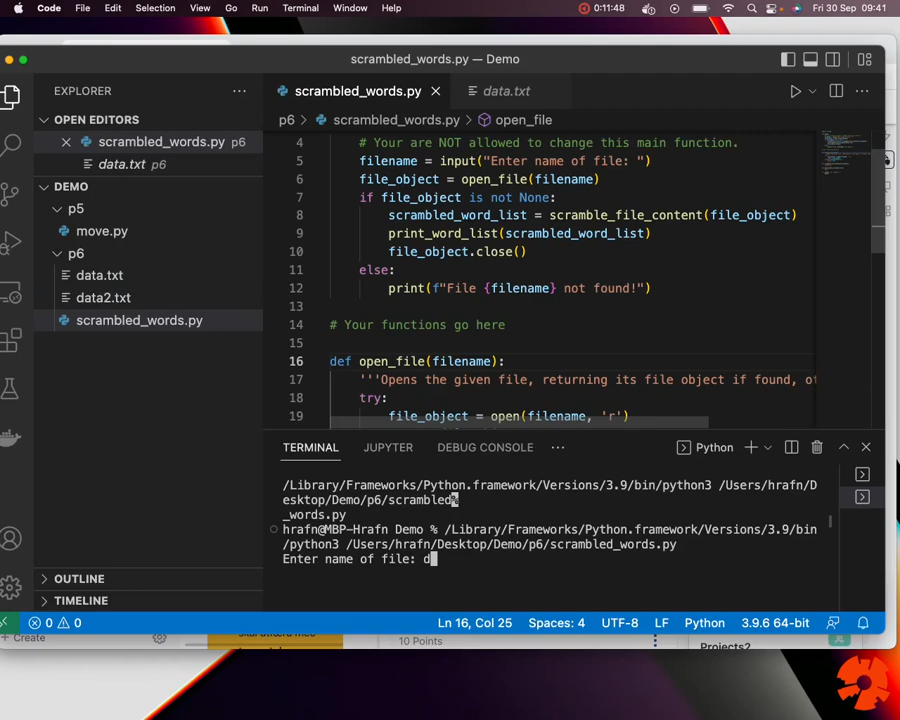 Code File Edit Selection View Go Run Terminal Window Help 0:11:48 Fri 30 Sep 09:41
scrambled_words.py — Demo
EXPLORER
scrambled_words.py
data.txt
OPEN EDITORS
scrambled_words.py p6
data.txt p6
DEMO
p5
move.py
p6
data.txt
data2.txt
scrambled_words.py
OUTLINE
TIMELINE
p6 > scrambled_words.py > open_file
4 # Your are NOT allowed to change this main function.
5 filename = input("Enter name of file: ")
6 file_object = open_file(filename)
7 if file_object is not None:
8 scrambled_word_list = scramble_file_content(file_object)
9 print_word_list(scrambled_word_list)
10 file_object.close()
11 else:
12 print(f"File {filename} not found!")
13
14 # Your functions go here
15
16 def open_file(filename):
17 '''Opens the given file, returning its file object if found, ot
18 try:
19 file_object = open(filename, 'r')
TERMINAL JUPYTER DEBUG CONSOLE Python
/Library/Frameworks/Python.framework/Versions/3.9/bin/python3 /Users/hrafn/D
esktop/Demo/p6/scrambled%
_words.py
hrafn@MBP-Hrafn Demo % /Library/Frameworks/Python.framework/Versions/3.9/bin
/python3 /Users/hrafn/Desktop/Demo/p6/scrambled_words.py
Enter name of file: d
0 0 Ln 16, Col 25 Spaces: 4 UTF-8 LF Python 3.9.6 64-bit
Create
10 Points
Projects2